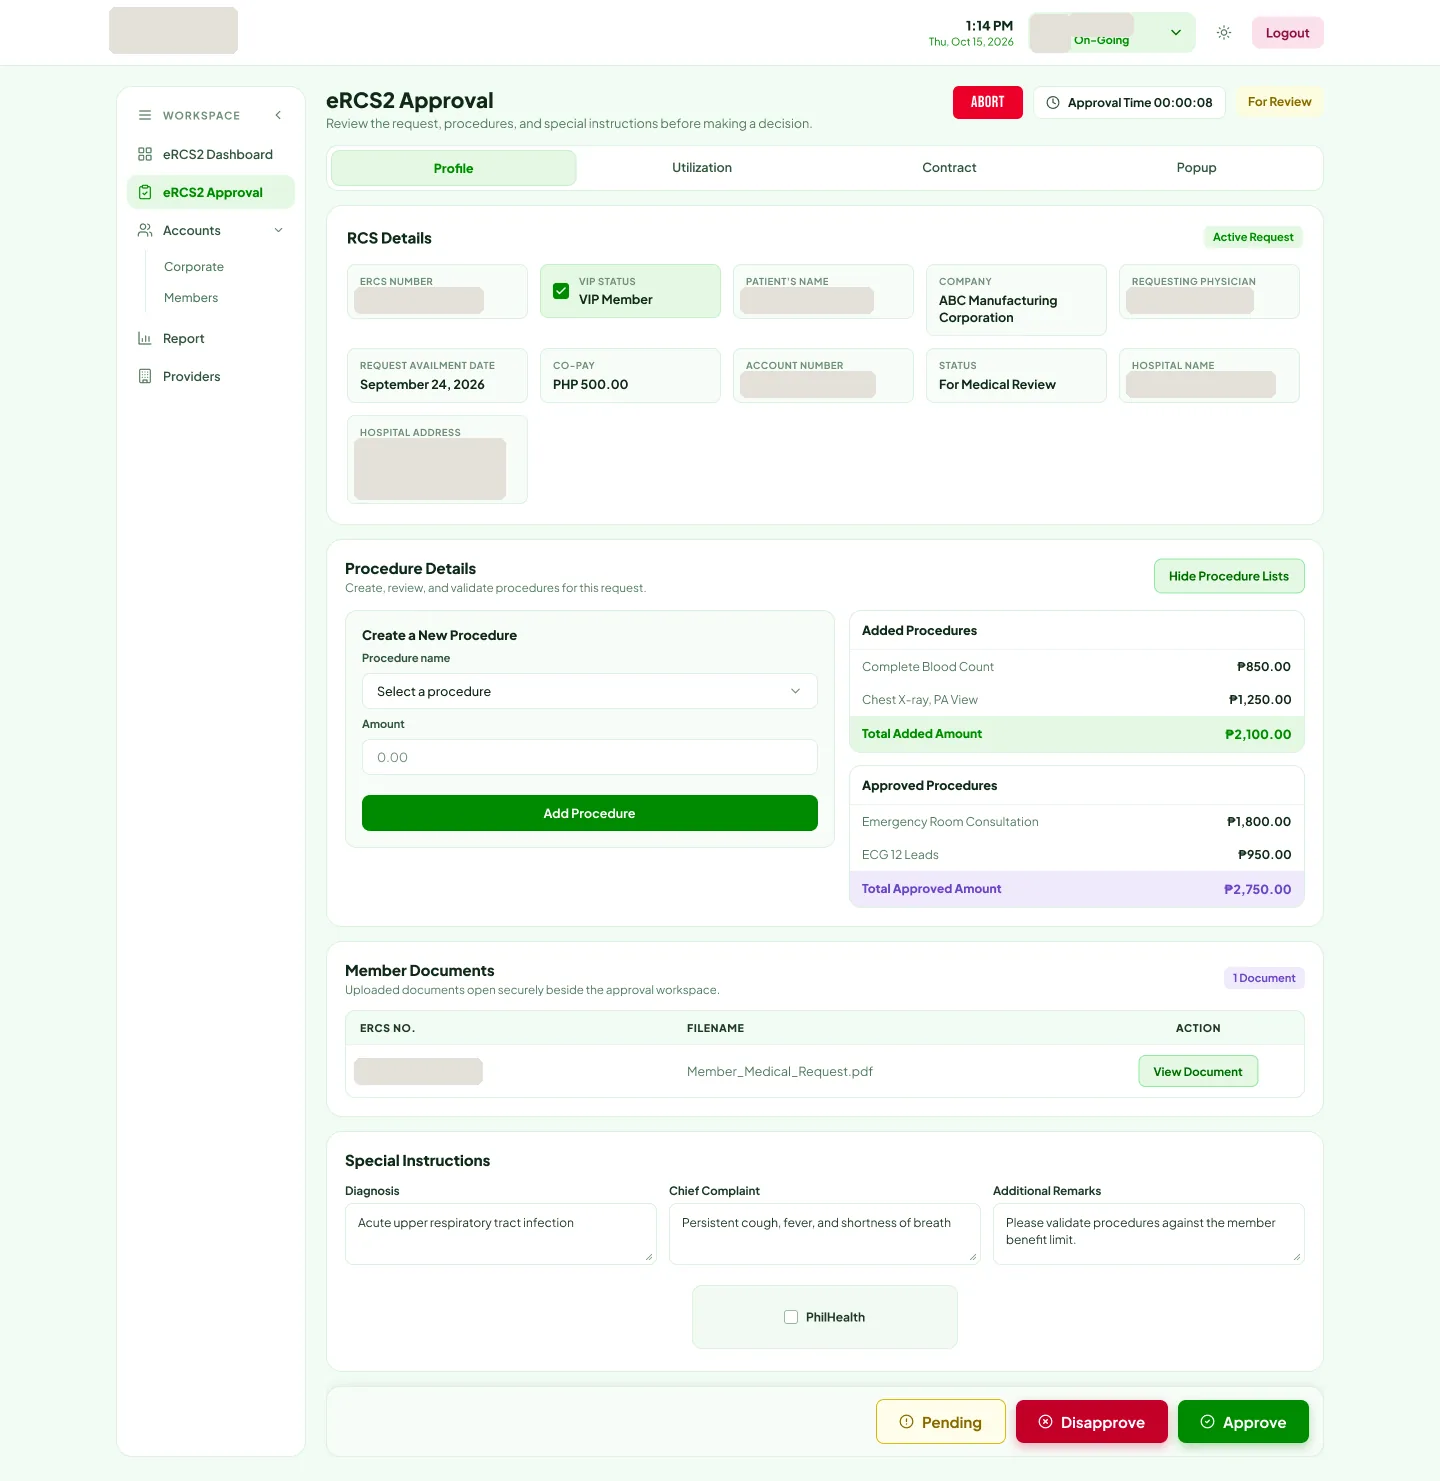 1:14 PM
Thu, Oct 15, 2026
On-Going
Logout
WORKSPACE
eRCS2 Dashboard
eRCS2 Approval
Accounts
Corporate
Members
Report
Providers
eRCS2 Approval
Review the request, procedures, and special instructions before making a decision.
ABORT
Approval Time 00:00:08
For Review
Profile
Utilization
Contract
Popup
RCS Details
Active Request
ERCS NUMBER
VIP STATUS
VIP Member
PATIENT'S NAME
COMPANY
ABC Manufacturing
Corporation
REQUESTING PHYSICIAN
REQUEST AVAILMENT DATE
September 24, 2026
CO-PAY
PHP 500.00
ACCOUNT NUMBER
STATUS
For Medical Review
HOSPITAL NAME
HOSPITAL ADDRESS
Procedure Details
Create, review, and validate procedures for this request.
Hide Procedure Lists
Create a New Procedure
Procedure name
Select a procedure
Amount
0.00
Add Procedure
Added Procedures
Complete Blood Count ₱850.00
Chest X-ray, PA View ₱1,250.00
Total Added Amount ₱2,100.00
Approved Procedures
Emergency Room Consultation ₱1,800.00
ECG 12 Leads ₱950.00
Total Approved Amount ₱2,750.00
Member Documents
Uploaded documents open securely beside the approval workspace.
1 Document
ERCS NO. FILENAME ACTION
Member_Medical_Request.pdf View Document
Special Instructions
Diagnosis
Acute upper respiratory tract infection
Chief Complaint
Persistent cough, fever, and shortness of breath
Additional Remarks
Please validate procedures against the member
benefit limit.
PhilHealth
Pending
Disapprove
Approve